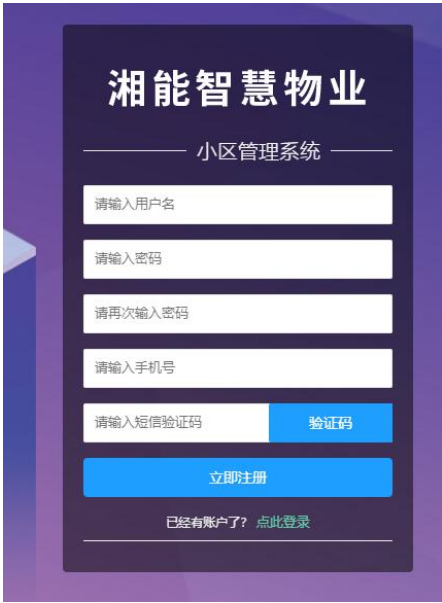 湘能智慧物业
小区管理系统
请输入用户名
请输入密码
请再次输入密码
请输入手机号
请输入短信验证码 验证码
立即注册
已经有账户了? 点此登录